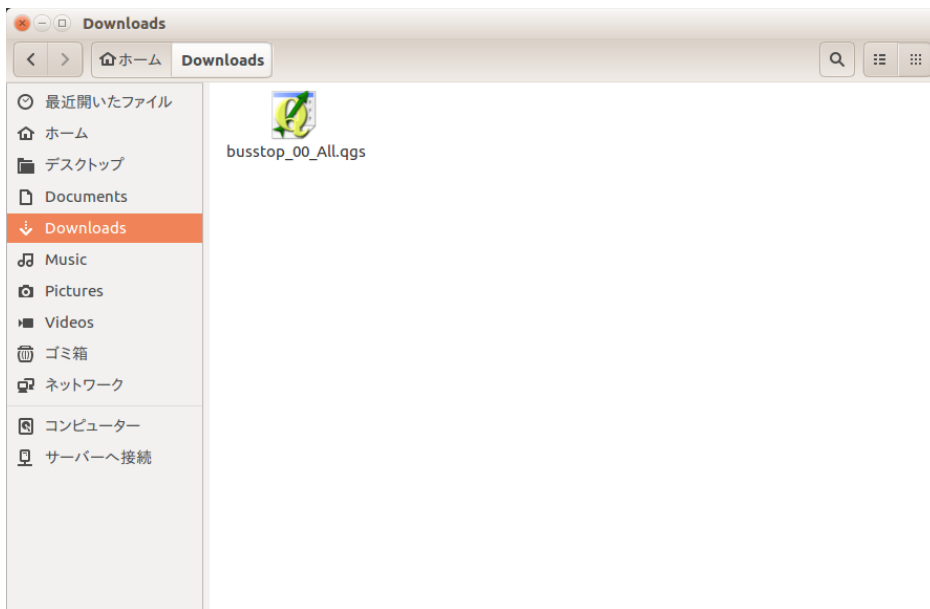 Downloads
ホーム Downloads
最近開いたファイル
ホーム
デスクトップ
Documents
Downloads
Music
Pictures
Videos
ゴミ箱
ネットワーク
コンピューター
サーバーへ接続
busstop_00_All.qgs